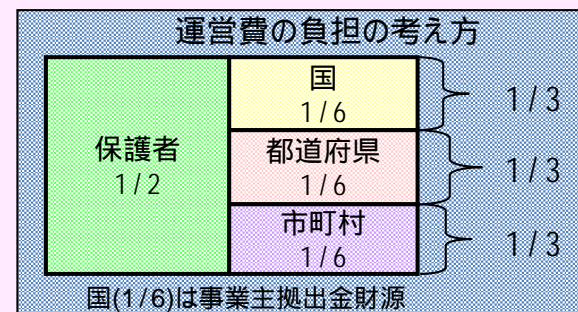 運営費の負担の考え方
保護者
1/2
国
1/6
1/3
都道府県
1/6
1/3
市町村
1/6
1/3
国(1/6)は事業主拠出金財源